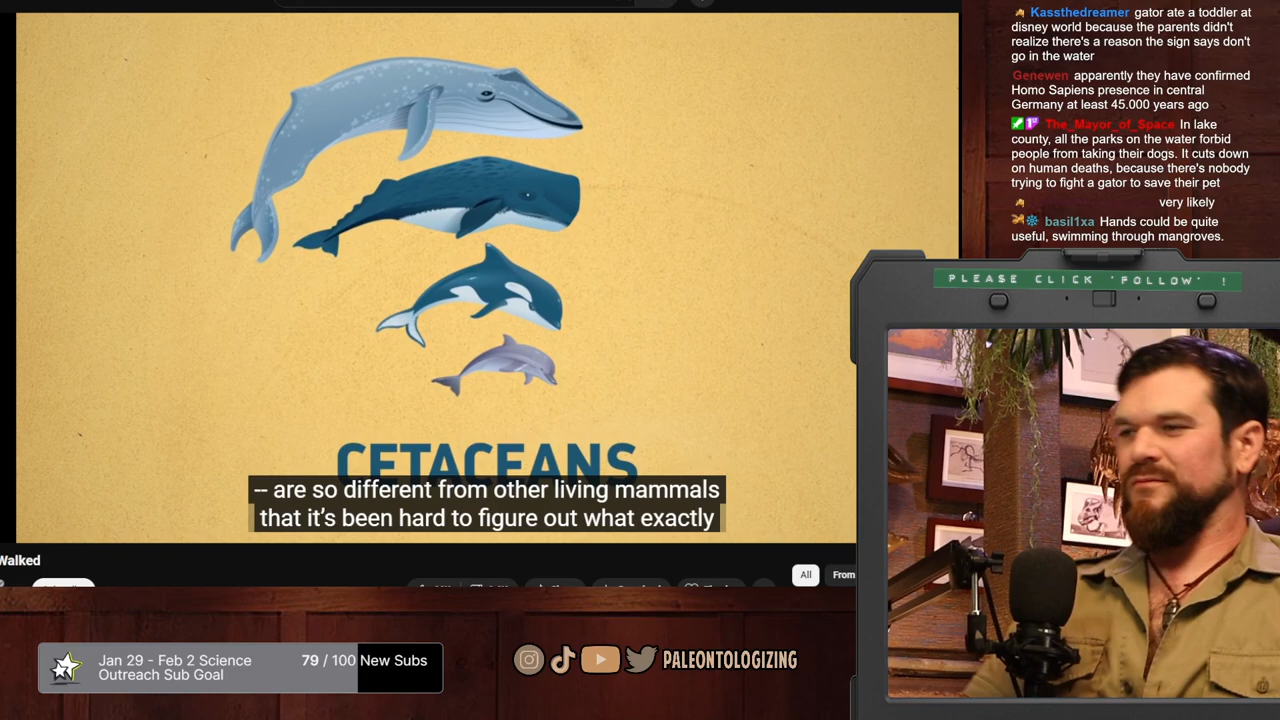 Kassthedreamer gator ate a toddler at
disney world because the parents didn't
realize there's a reason the sign says don't
go in the water
Genewen apparently they have confirmed
Homo Sapiens presence in central
Germany at least 45.000 years ago
The_Mayor_of_Space In lake
county, all the parks on the water forbid
people from taking their dogs. It cuts down
on human deaths, because there's nobody
trying to fight a gator to save their pet
very likely
basil1xa Hands could be quite
useful, swimming through mangroves.
PLEASE CLICK 'FOLLOW' !
CETACEANS
-- are so different from other living mammals
that it's been hard to figure out what exactly
Walked
All
From
Jan 29 - Feb 2 Science
Outreach Sub Goal
79 / 100 New Subs
PALEONTOLOGIZING